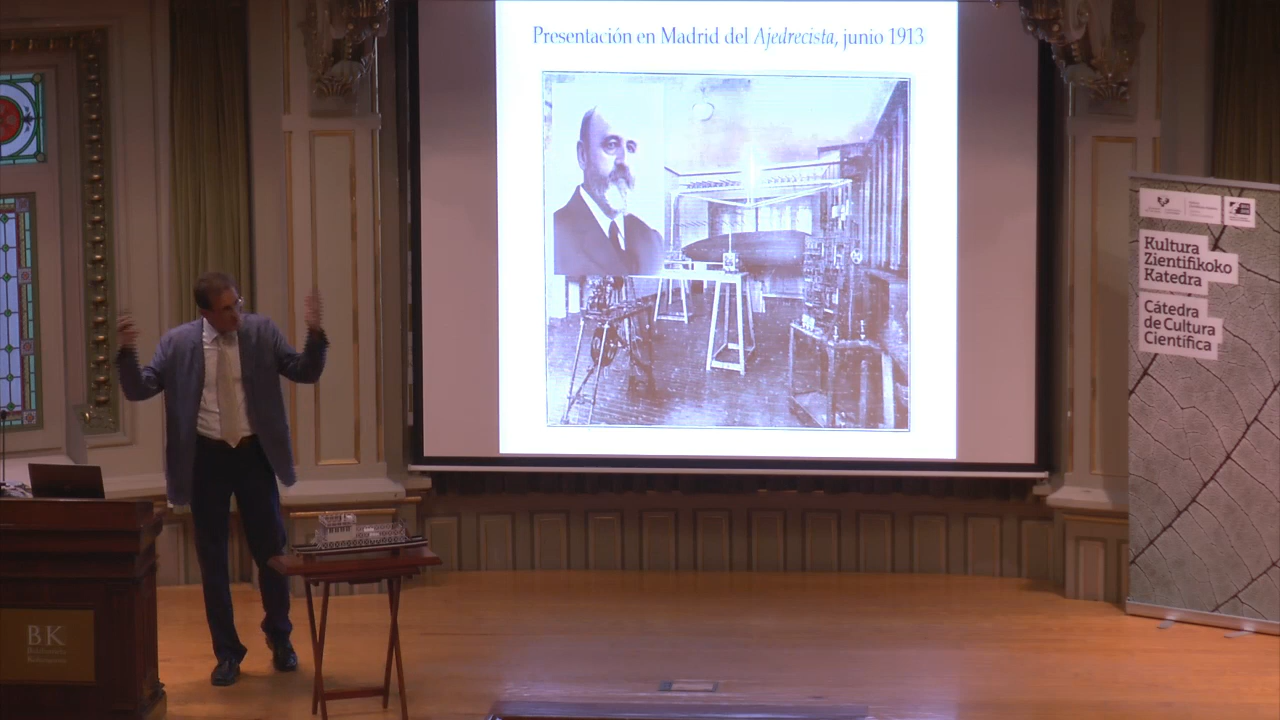 Presentación en Madrid del Ajedrecista, junio 1913
Kultura
Zientifikoko
Katedra
Cátedra
de Cultura
Científica
BK